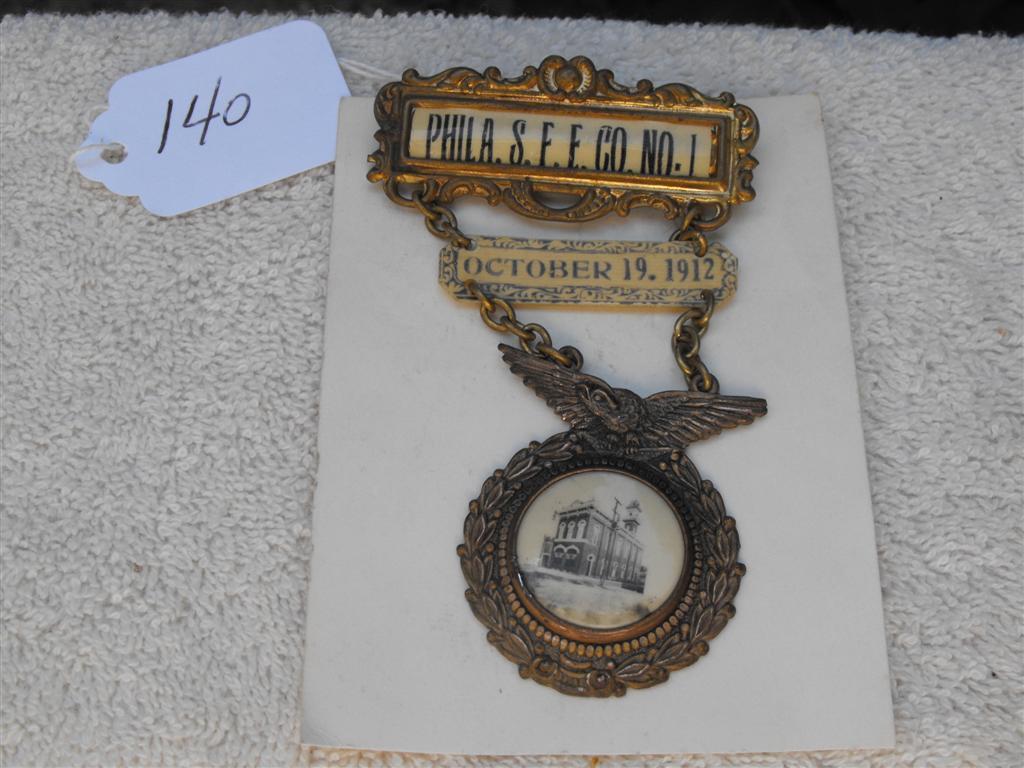 140
PHILA. S. F. E. CO. NO. 1
OCTOBER 19. 1912